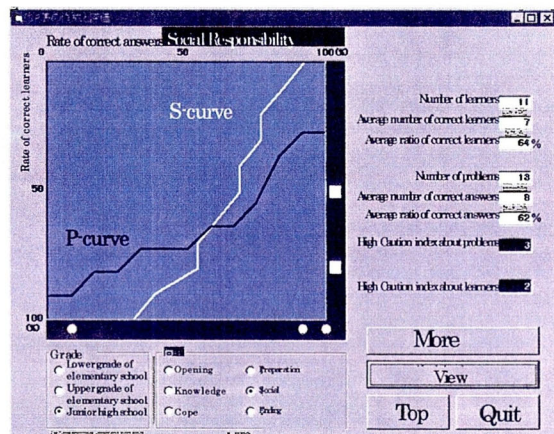 Rate of correct answers Social Responsibility
0 50 100(%)
Rate of correct learners
S-curve
P-curve
50
100
(%)
Number of learners 11
Average number of correct learners 7
Average ratio of correct learners 64 %
Number of problems 13
Average number of correct answers 8
Average ratio of correct answers 62 %
High Caution index about problems 3
High Caution index about learners 2
Grade
Lower grade of elementary school
Upper grade of elementary school
Junior high school
Opening
Preparation
Knowledge
Social
Cope
Ending
More
View
Top
Quit